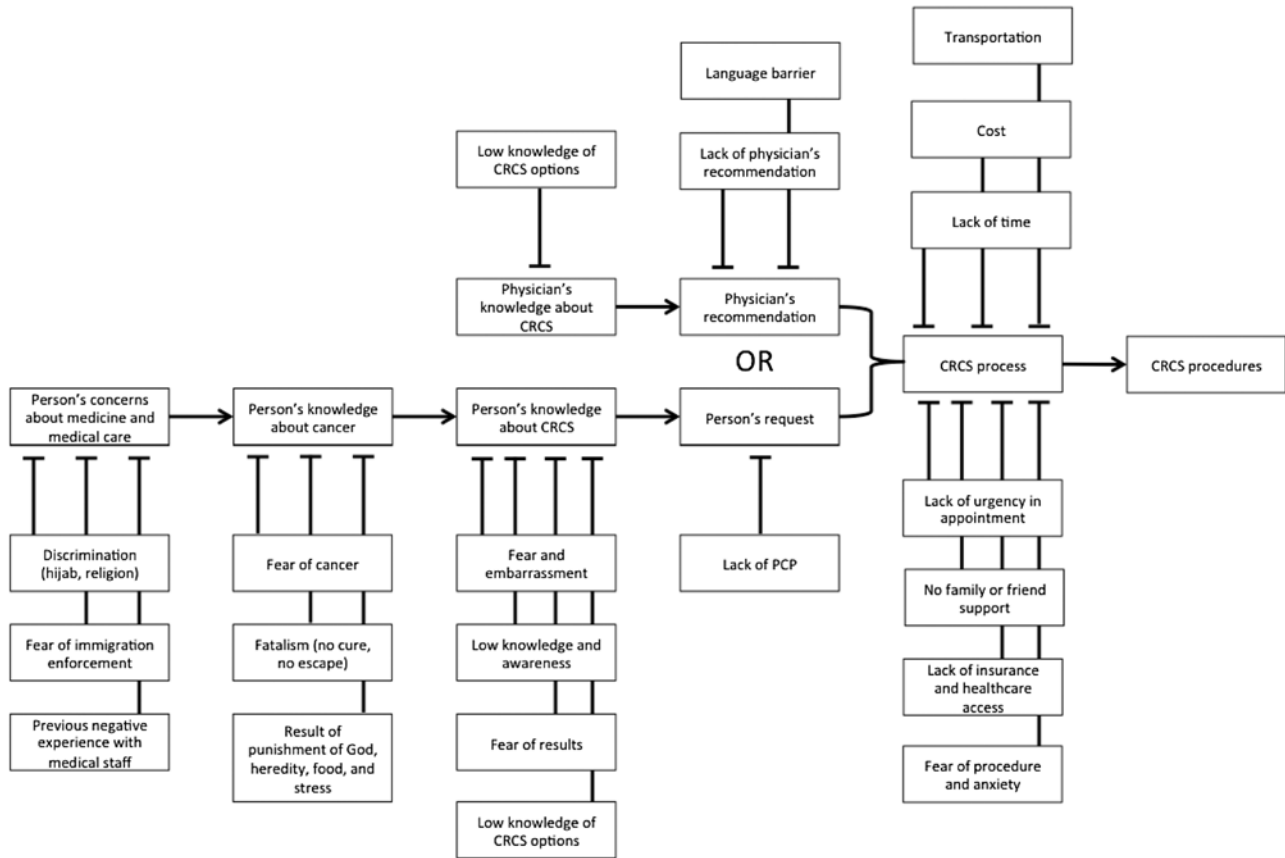 Transportation
Language barrier
Cost
Low knowledge of
CRCS options
Lack of physician's
recommendation
Lack of time
Physician's
knowledge about
CRCS
Physician's
recommendation
OR
CRCS process
CRCS procedures
Person's concerns
about medicine and
medical care
Person's knowledge
about cancer
Person's knowledge
about CRCS
Person's request
Lack of urgency in
appointment
Discrimination
(hijab, religion)
Fear of cancer
Fear and
embarrassment
Lack of PCP
No family or friend
support
Fear of immigration
enforcement
Fatalism (no cure,
no escape)
Low knowledge and
awareness
Lack of insurance
and healthcare
access
Previous negative
experience with
medical staff
Result of
punishment of God,
heredity, food, and
stress
Fear of results
Fear of procedure
and anxiety
Low knowledge of
CRCS options